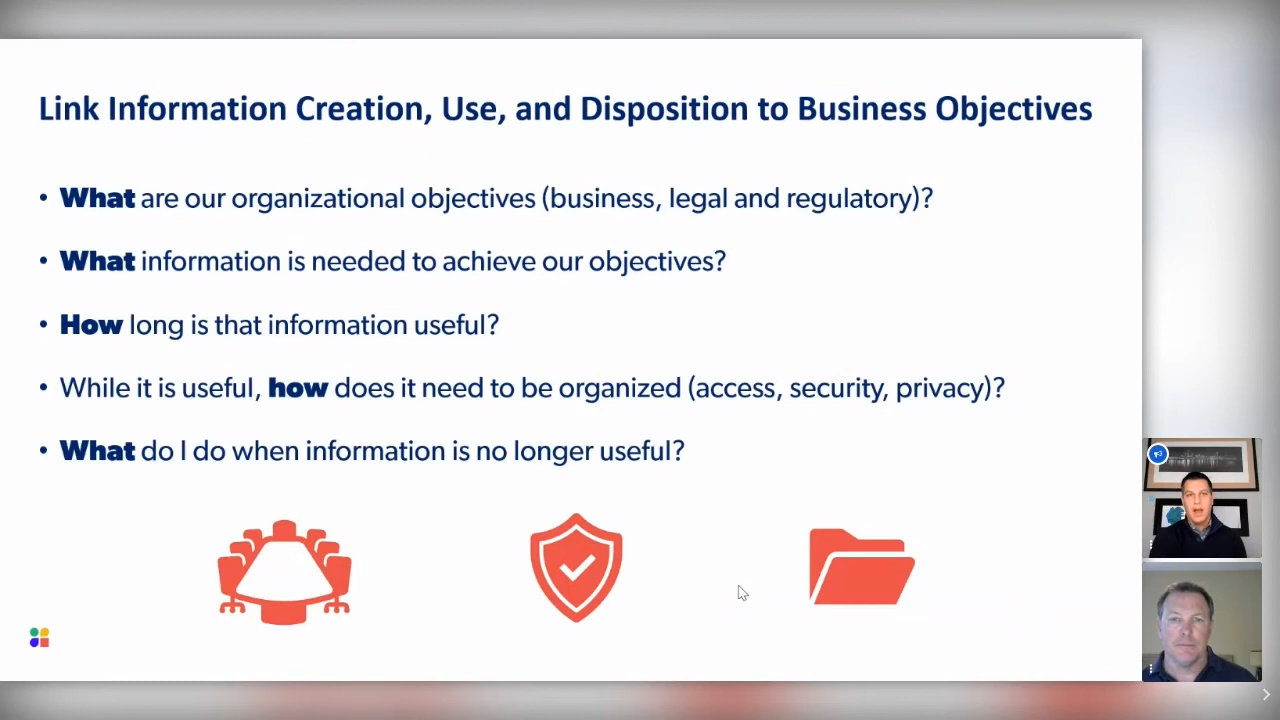 Link Information Creation, Use, and Disposition to Business Objectives
• What are our organizational objectives (business, legal and regulatory)?
• What information is needed to achieve our objectives?
• How long is that information useful?
• While it is useful, how does it need to be organized (access, security, privacy)?
• What do I do when information is no longer useful?